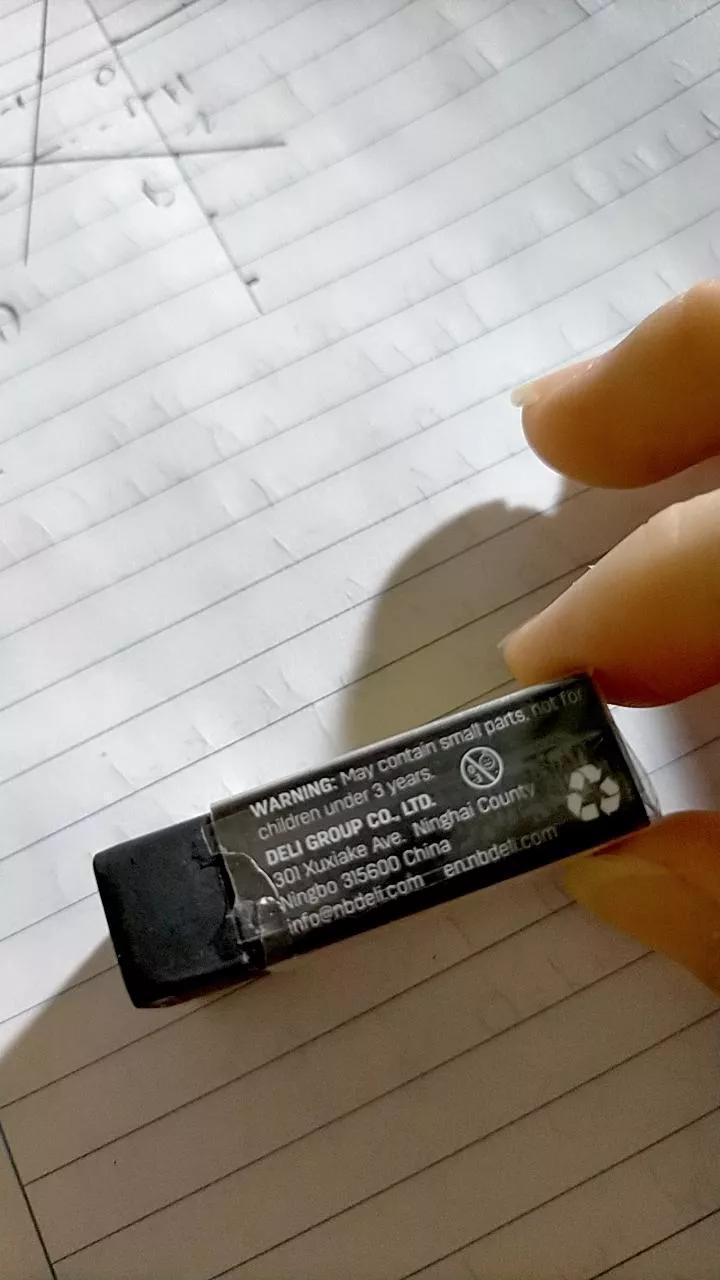 WARNING: May contain small parts, not for
children under 3 years.
DELI GROUP CO., LTD.
301 Xuxiake Ave. Ninghai County
Ningbo 315600 China
info@nbdeli.com en.nbdeli.com